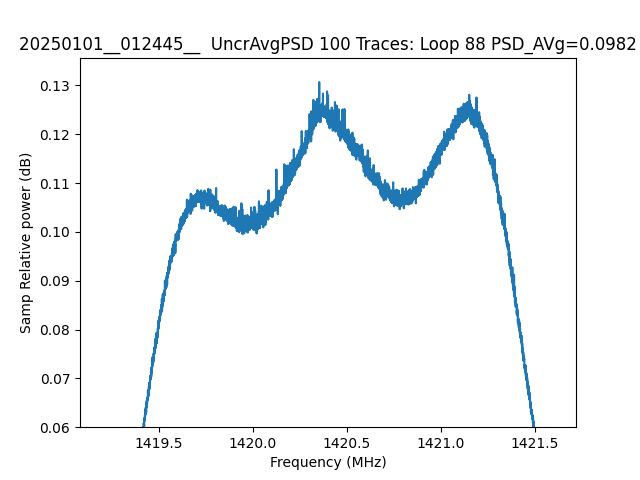 20250101__012445__  UncrAvgPSD 100 Traces: Loop 88 PSD_AVg=0.0982
0.13
0.12
0.11
0.10
0.09
0.08
0.07
0.06
Samp Relative power (dB)
1419.5 1420.0 1420.5 1421.0 1421.5
Frequency (MHz)